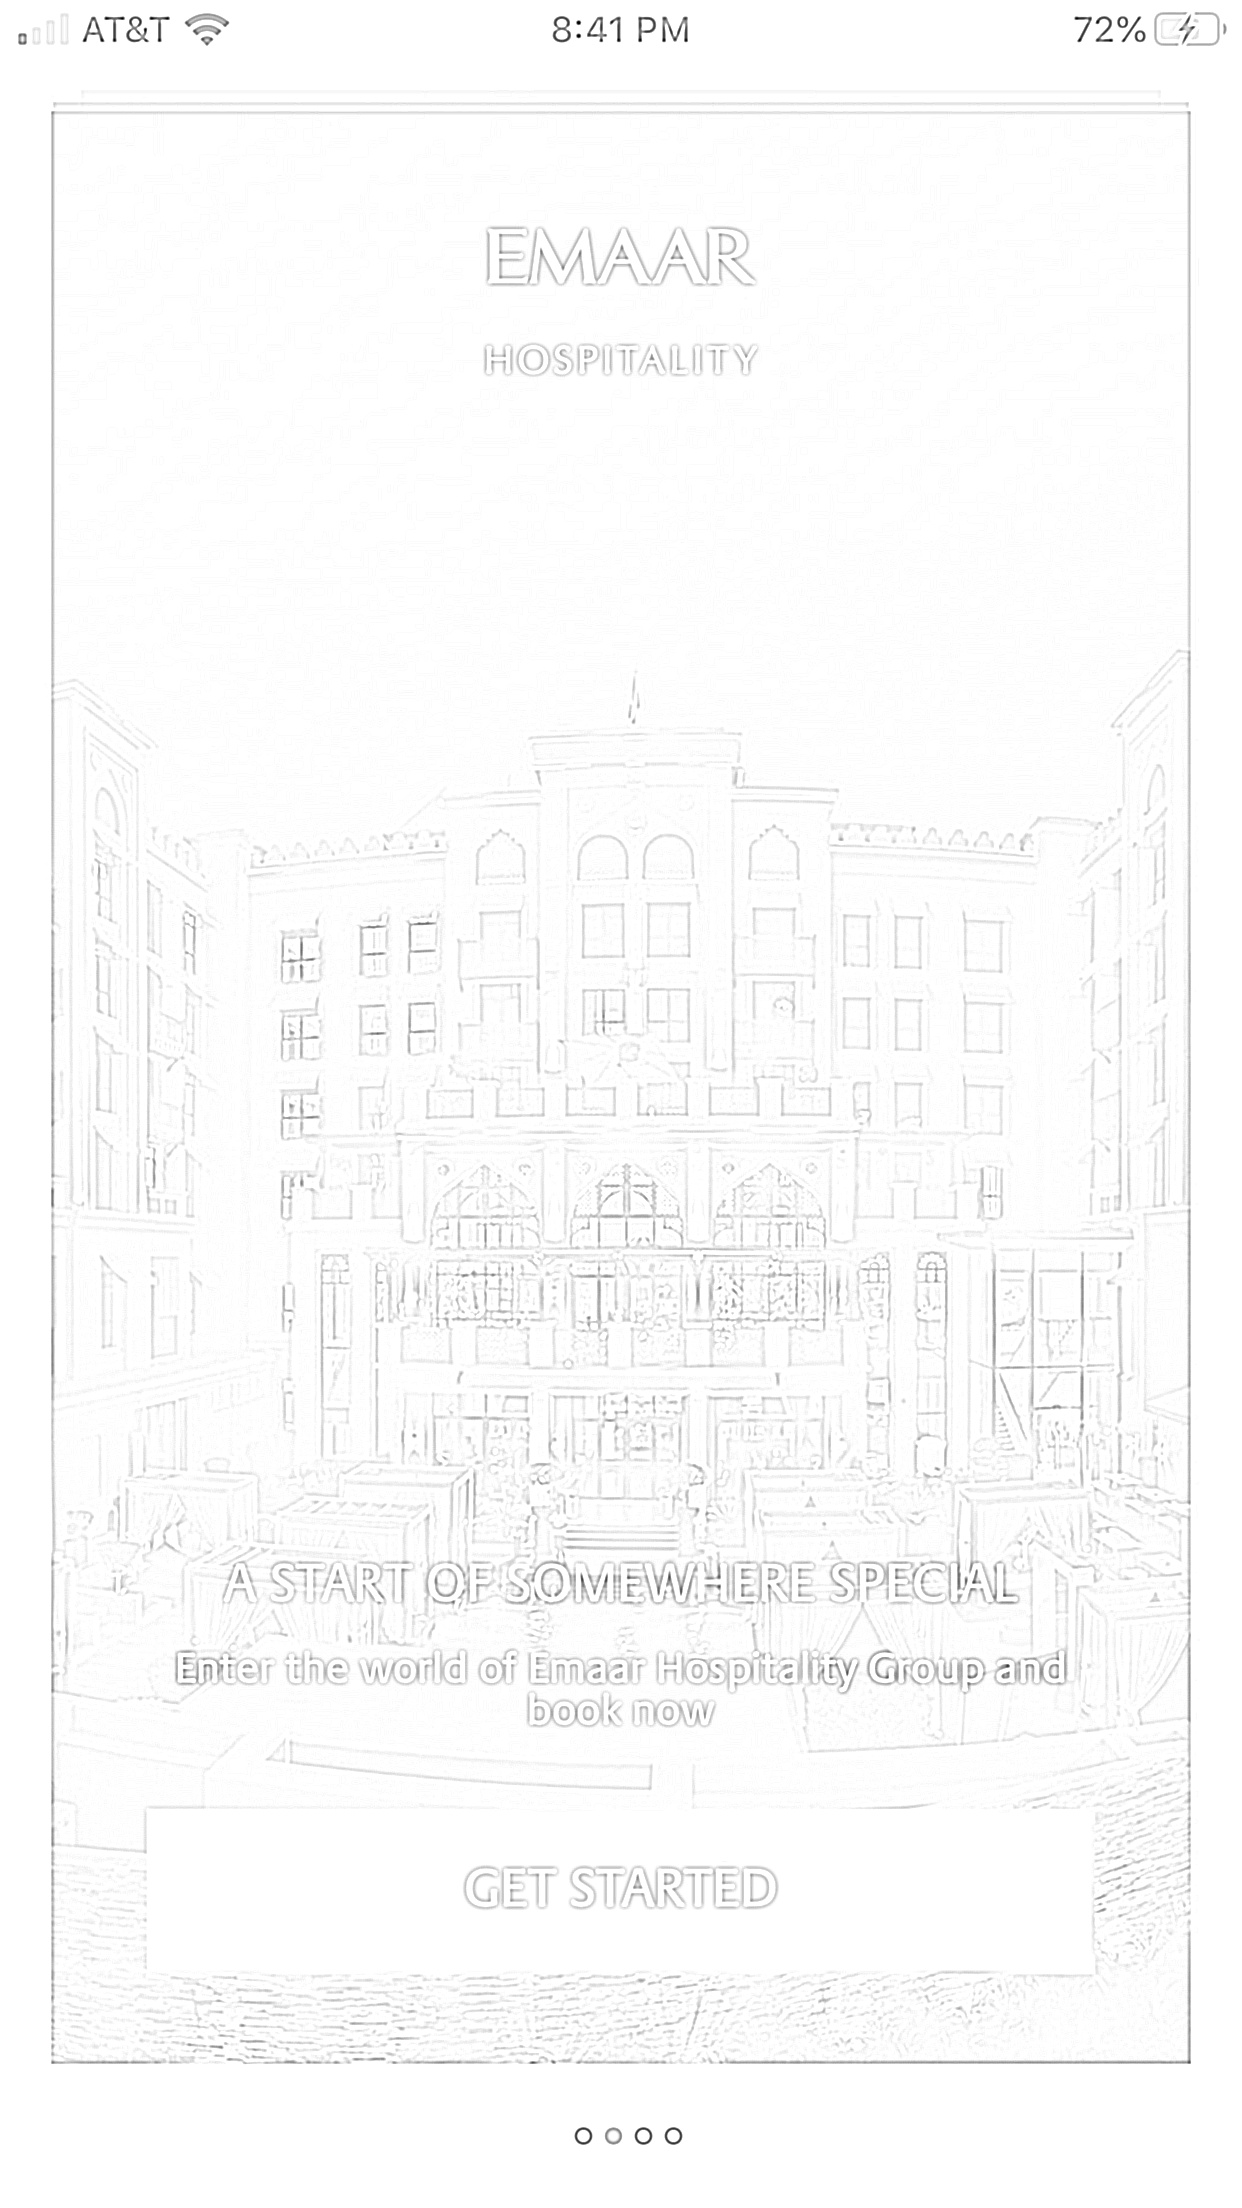 AT&T 8:41 PM 72%
EMAAR
HOSPITALITY
A START OF SOMEWHERE SPECIAL
Enter the world of Emaar Hospitality Group and
book now
GET STARTED